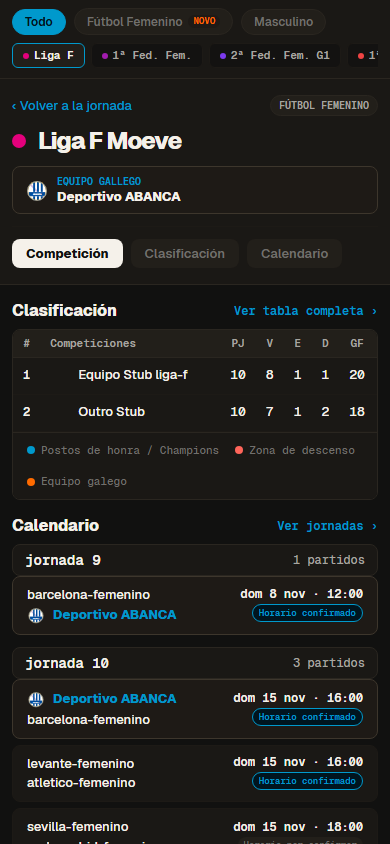 Todo Fútbol Femenino NOVO Masculino
Liga F 1ª Fed. Fem. 2ª Fed. Fem. G1
‹ Volver a la jornada FÚTBOL FEMENINO
Liga F Moeve
EQUIPO GALLEGO
Deportivo ABANCA
Competición Clasificación Calendario
Clasificación Ver tabla completa ›
# Competiciones PJ V E D GF
1 Equipo Stub liga-f 10 8 1 1 20
2 Outro Stub 10 7 1 2 18
Postos de honra / Champions Zona de descenso
Equipo galego
Calendario Ver jornadas ›
jornada 9 1 partidos
barcelona-femenino dom 8 nov · 12:00
Deportivo ABANCA Horario confirmado
jornada 10 3 partidos
Deportivo ABANCA dom 15 nov · 16:00
barcelona-femenino Horario confirmado
levante-femenino dom 15 nov · 16:00
atletico-femenino Horario confirmado
sevilla-femenino dom 15 nov · 18:00